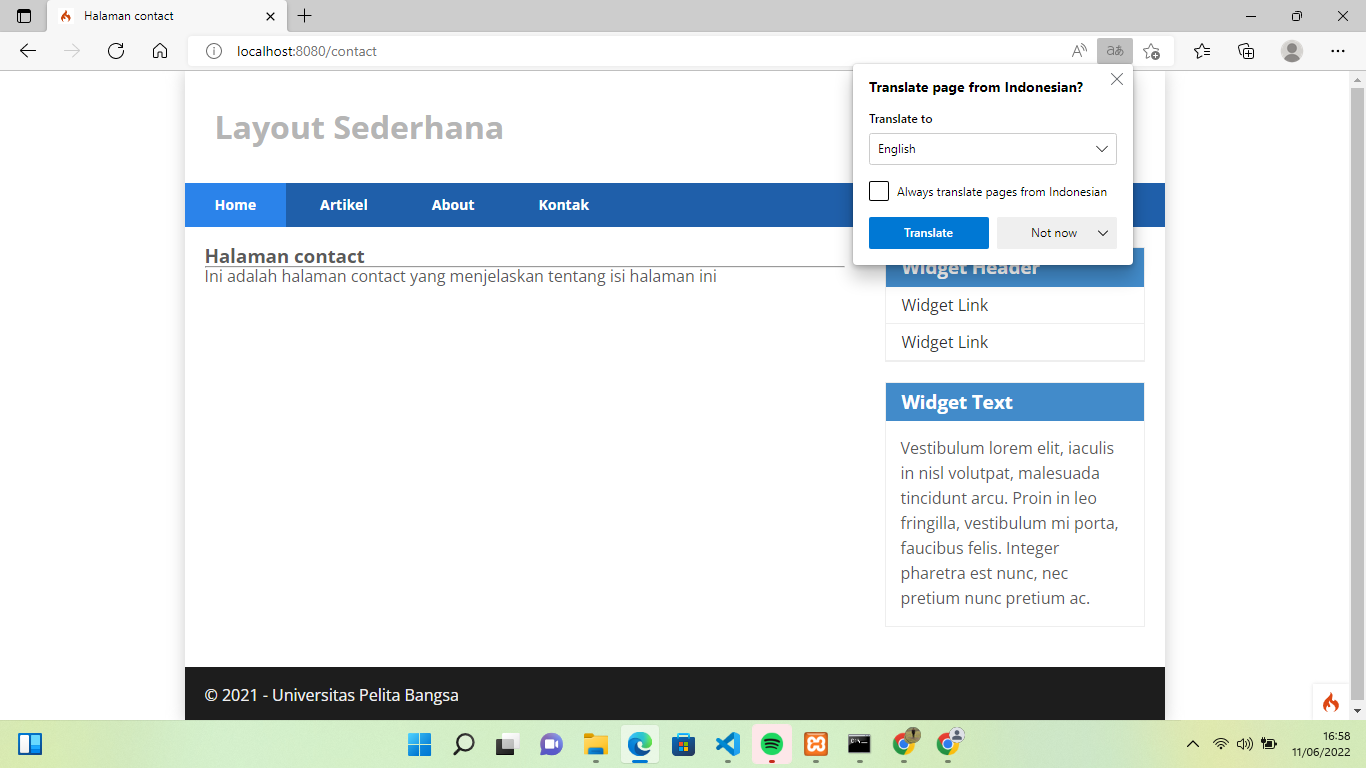 Halaman contact
localhost:8080/contact
Translate page from Indonesian?
Translate to
English
Always translate pages from Indonesian
Translate
Not now
Layout Sederhana
Home
Artikel
About
Kontak
Halaman contact
Ini adalah halaman contact yang menjelaskan tentang isi halaman ini
Widget Header
Widget Link
Widget Link
Widget Text
Vestibulum lorem elit, iaculis
in nisl volutpat, malesuada
tincidunt arcu. Proin in leo
fringilla, vestibulum mi porta,
faucibus felis. Integer
pharetra est nunc, nec
pretium nunc pretium ac.
© 2021 - Universitas Pelita Bangsa
16:58
11/06/2022